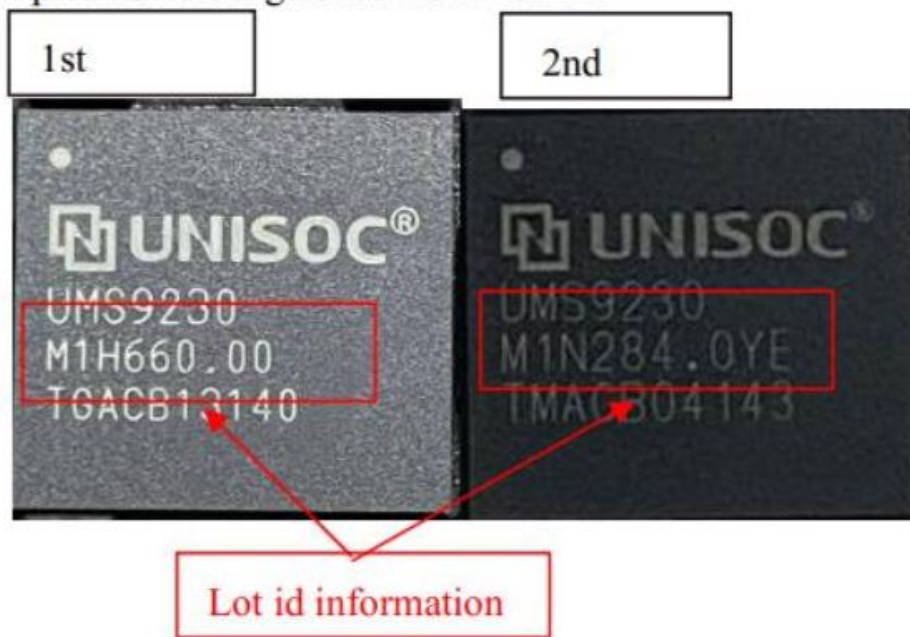 1st
2nd
UNISOC®
UMS9230
M1H660.00
TGACB13140
UNISOC®
UMS9230
M1N284.0YE
TMACB04143
Lot id information